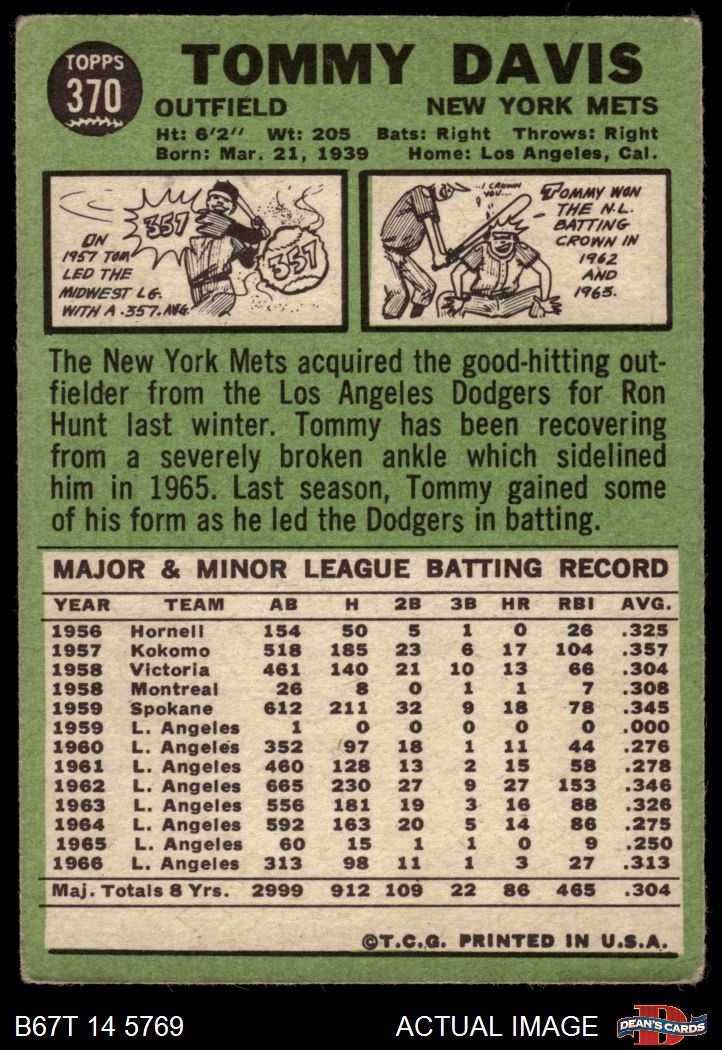 TOPPS
370
TOMMY DAVIS
OUTFIELD NEW YORK METS
Ht: 6'2" Wt: 205 Bats: Right Throws: Right
Born: Mar. 21, 1939 Home: Los Angeles, Cal.
357
357
ON
1957 TOM
LED THE
MIDWEST LG.
WITH A .357. AVG.
..I CROWN
YOU....
TOMMY WON
THE N.L.
BATTING
CROWN IN
1962
AND
1963.
The New York Mets acquired the good-hitting out-
fielder from the Los Angeles Dodgers for Ron
Hunt last winter. Tommy has been recovering
from a severely broken ankle which sidelined
him in 1965. Last season, Tommy gained some
of his form as he led the Dodgers in batting.
MAJOR & MINOR LEAGUE BATTING RECORD
YEAR TEAM AB H 2B 3B HR RBI AVG.
1956 Hornell 154 50 5 1 0 26 .325
1957 Kokomo 518 185 23 6 17 104 .357
1958 Victoria 461 140 21 10 13 66 .304
1958 Montreal 26 8 0 1 1 7 .308
1959 Spokane 612 211 32 9 18 78 .345
1959 L. Angeles 1 0 0 0 0 0 .000
1960 L. Angeles 352 97 18 1 11 44 .276
1961 L. Angeles 460 128 13 2 15 58 .278
1962 L. Angeles 665 230 27 9 27 153 .346
1963 L. Angeles 556 181 19 3 16 88 .326
1964 L. Angeles 592 163 20 5 14 86 .275
1965 L. Angeles 60 15 1 1 0 9 .250
1966 L. Angeles 313 98 11 1 3 27 .313
Maj. Totals 8 Yrs. 2999 912 109 22 86 465 .304
©T.C.G. PRINTED IN U.S.A.
B67T 14 5769 ACTUAL IMAGE
D
DEAN'S CARDS